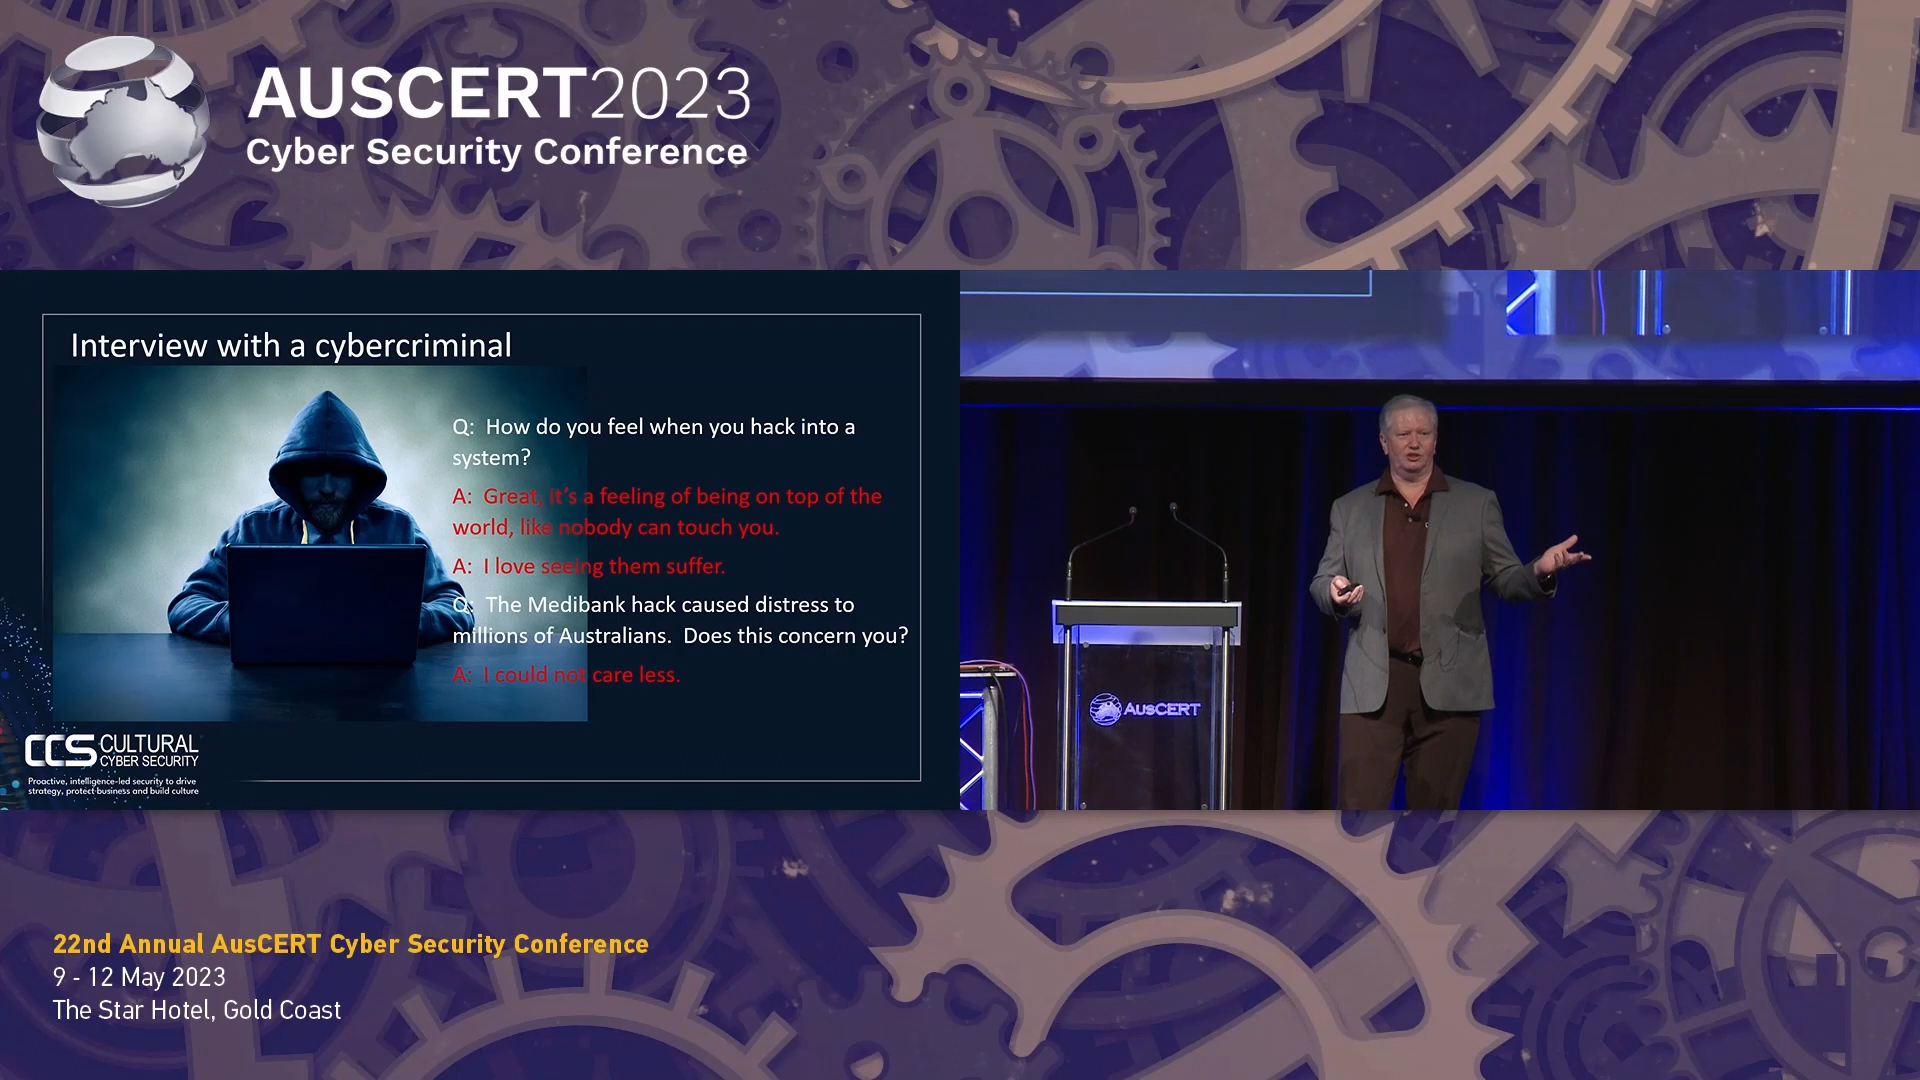 AUSCERT2023
Cyber Security Conference
Interview with a cybercriminal
Q: How do you feel when you hack into a
system?
A: Great, it's a feeling of being on top of the
world, like nobody can touch you.
A: I love seeing them suffer.
Q: The Medibank hack caused distress to
millions of Australians. Does this concern you?
A: I could not care less.
CCS CULTURAL
CYBER SECURITY
Proactive, intelligence-led security to drive
strategy, protect business and build culture
AusCERT
22nd Annual AusCERT Cyber Security Conference
9 - 12 May 2023
The Star Hotel, Gold Coast